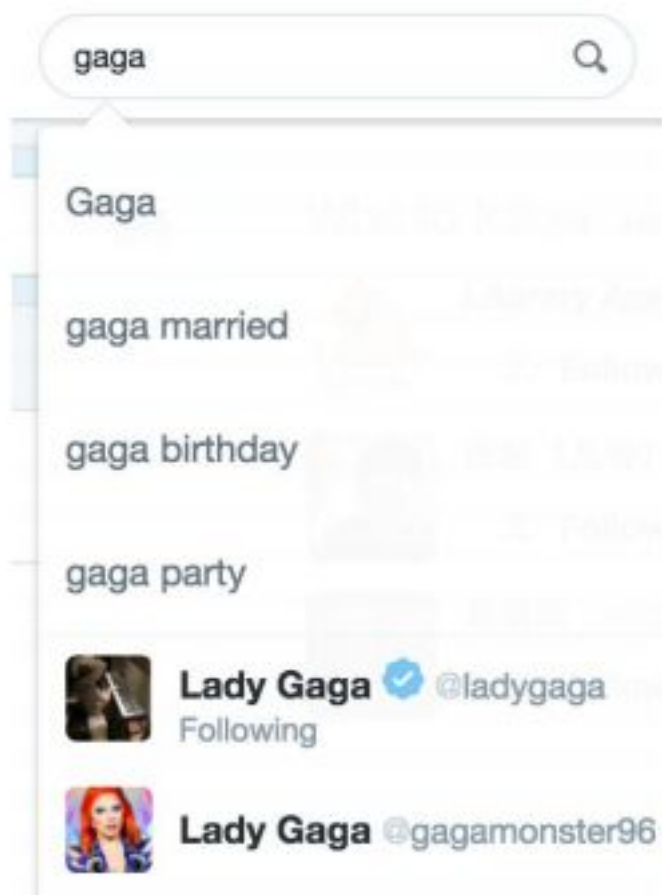 gaga
Gaga
gaga married
gaga birthday
gaga party
Lady Gaga @ladygaga
Following
Lady Gaga @gagamonster96